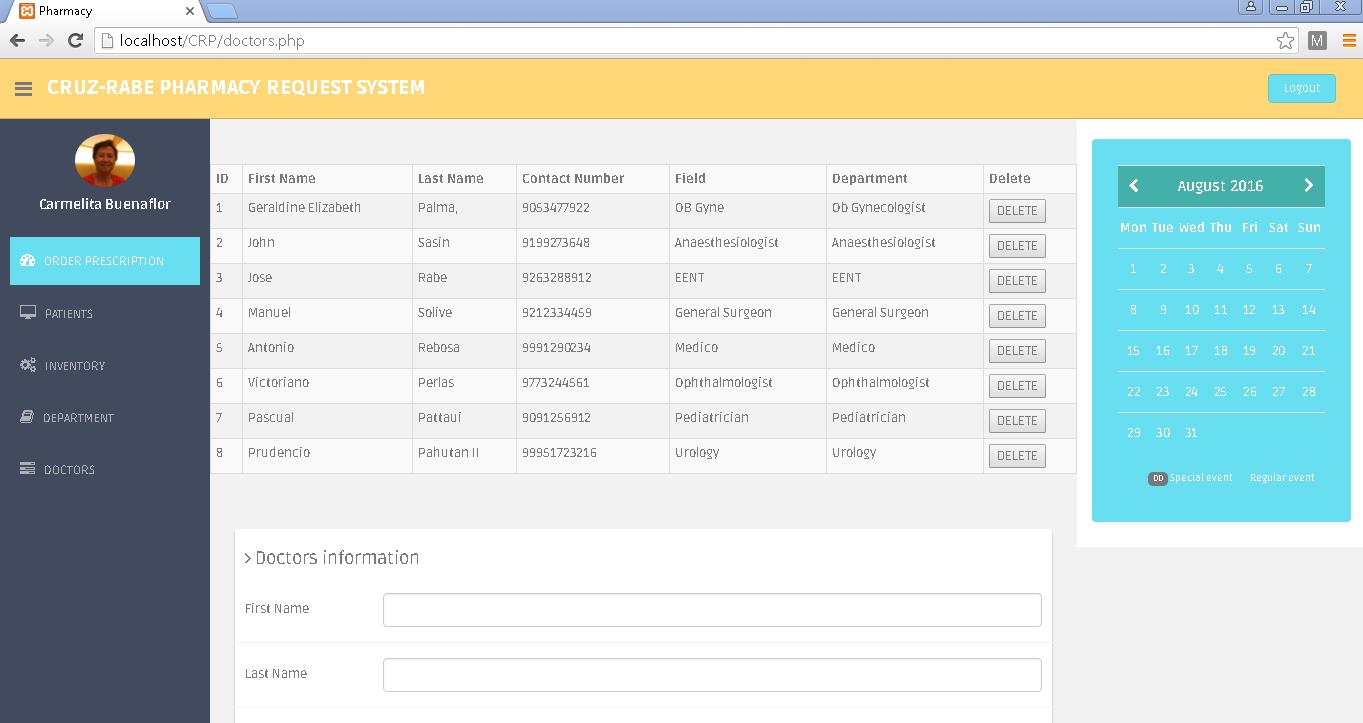 Pharmacy
localhost/CRP/doctors.php
M
CRUZ-RABE PHARMACY REQUEST SYSTEM
Logout
Carmelita Buenaflor
ORDER PRESCRIPTION
PATIENTS
INVENTORY
DEPARTMENT
DOCTORS
ID First Name Last Name Contact Number Field Department Delete
1 Geraldine Elizabeth Palma, 9053477922 OB Gyne Ob Gynecologist DELETE
2 John Sasin 9199273648 Anaesthesiologist Anaesthesiologist DELETE
3 Jose Rabe 9263288912 EENT EENT DELETE
4 Manuel Solive 9212334459 General Surgeon General Surgeon DELETE
5 Antonio Rebosa 9991290234 Medico Medico DELETE
6 Victoriano Perlas 9773244561 Ophthalmologist Ophthalmologist DELETE
7 Pascual Pattaui 9091256912 Pediatrician Pediatrician DELETE
8 Prudencio Pahutan II 99951723216 Urology Urology DELETE
Doctors information
First Name
Last Name
August 2016
Mon Tue Wed Thu Fri Sat Sun
1 2 3 4 5 6 7
8 9 10 11 12 13 14
15 16 17 18 19 20 21
22 23 24 25 26 27 28
29 30 31
DD Special event Regular event